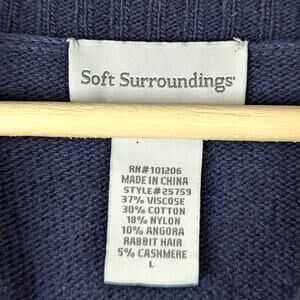 Soft Surroundings
RN#101206
MADE IN CHINA
STYLE#25759
37% VISCOSE
30% COTTON
18% NYLON
10% ANGORA
RABBIT HAIR
5% CASHMERE
L